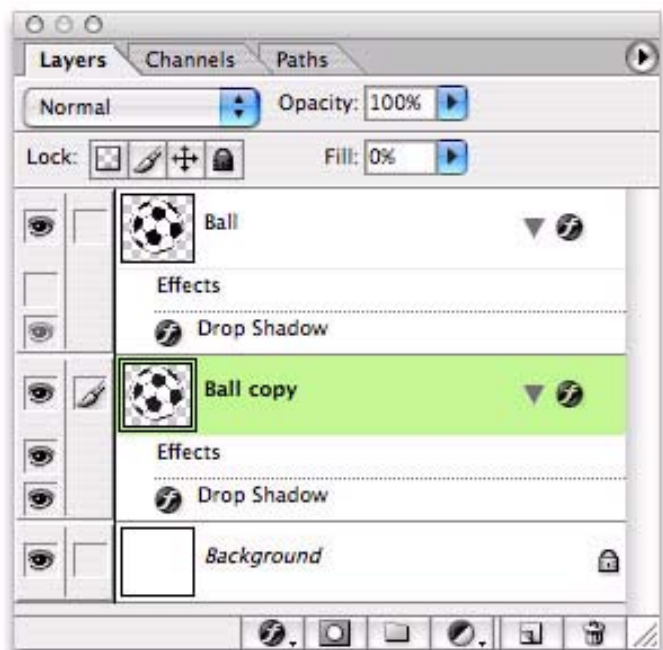 Layers Channels Paths
Normal Opacity: 100%
Lock: Fill: 0%
Ball
Effects
Drop Shadow
Ball copy
Effects
Drop Shadow
Background